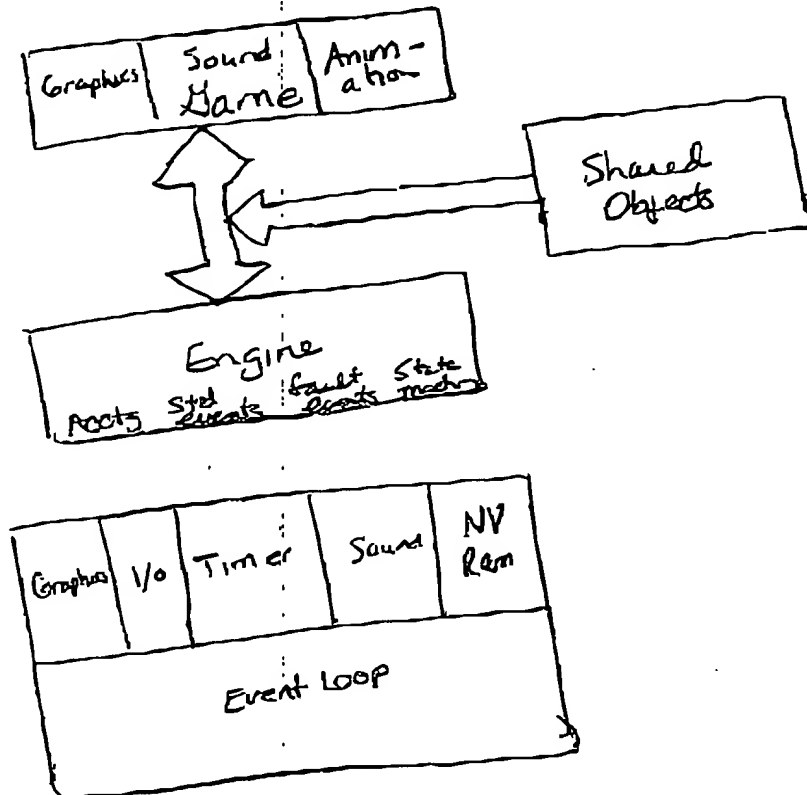 Graphics
Sound
Game
Anim-
ation
Shared
Objects
Engine
Accts
Std
events
fault
events
State
machine
Graphics
I/O
Timer
Sound
NV
Ram
Event Loop